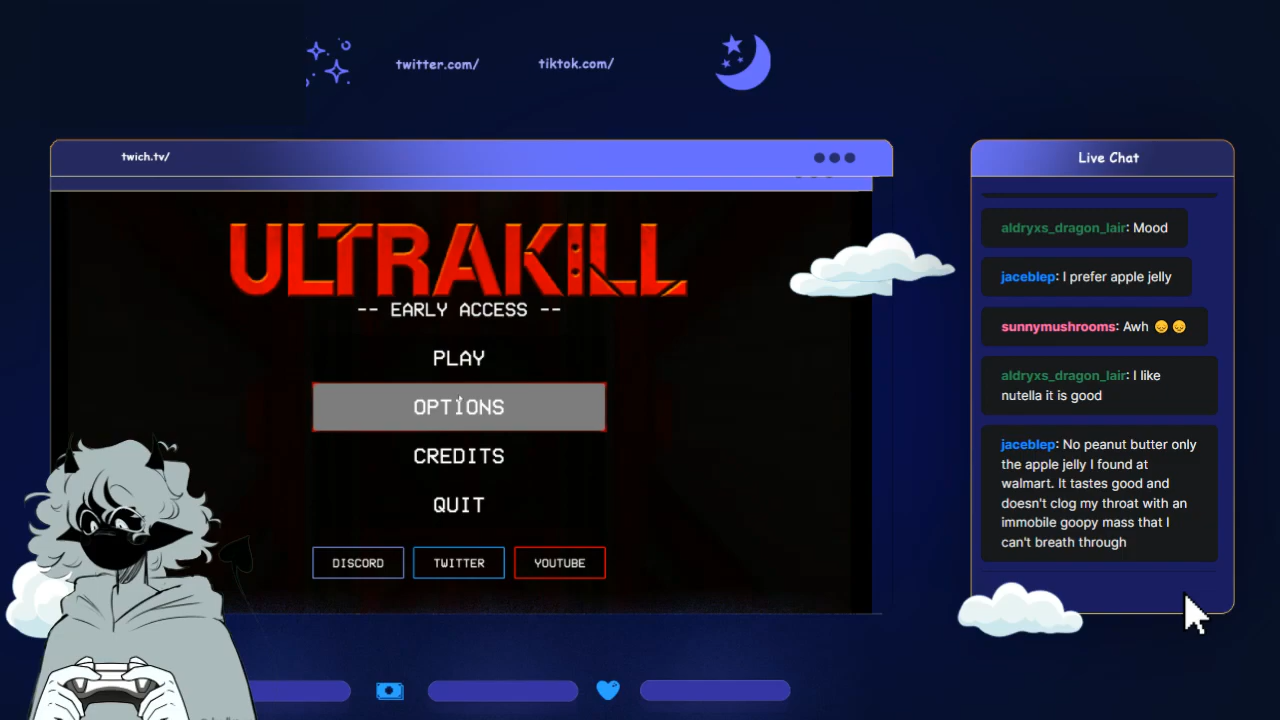 twitter.com/
tiktok.com/
twich.tv/
Live Chat
ULTRAKILL
-- EARLY ACCESS --
PLAY
OPTIONS
CREDITS
QUIT
DISCORD
TWITTER
YOUTUBE
aldryxs_dragon_lair: Mood
jaceblep: I prefer apple jelly
sunnymushrooms: Awh 😞😞
aldryxs_dragon_lair: I like
nutella it is good
jaceblep: No peanut butter only
the apple jelly I found at
walmart. It tastes good and
doesn't clog my throat with an
immobile goopy mass that I
can't breath through